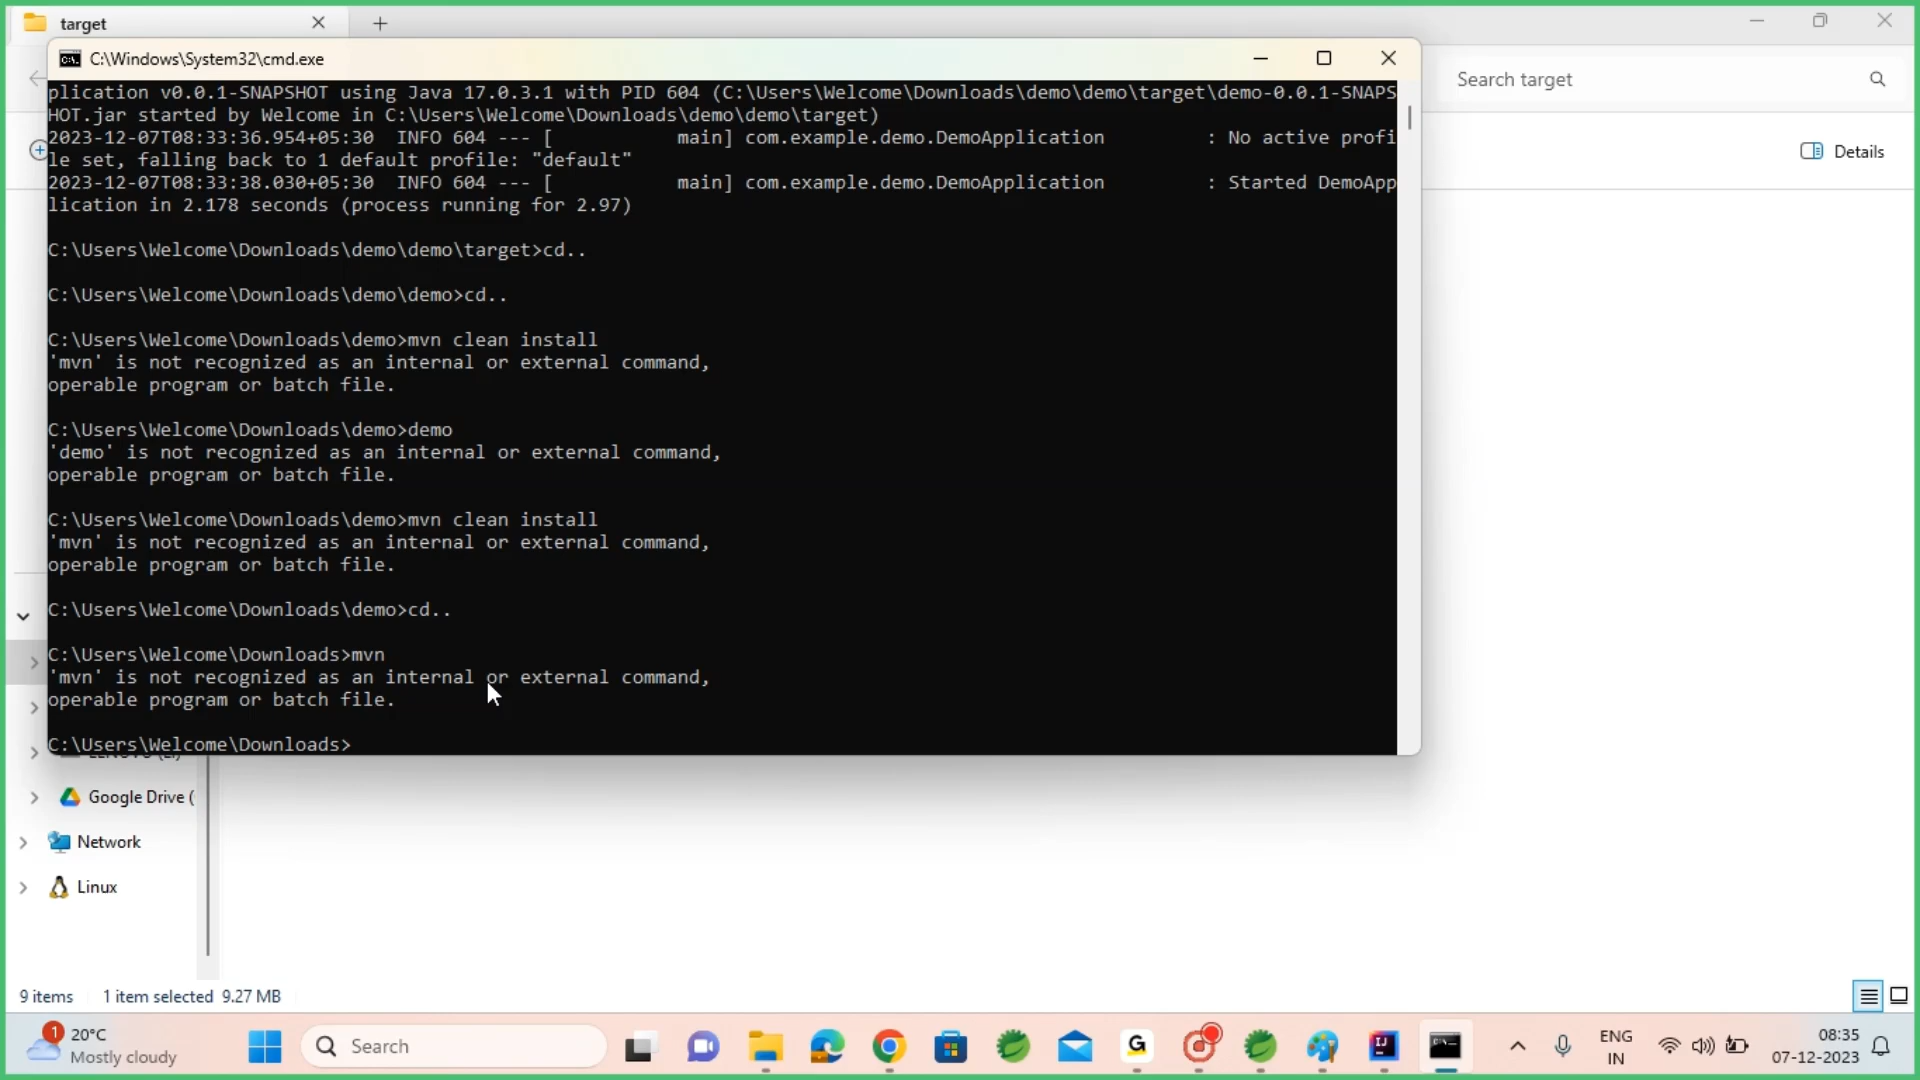 target
C:\Windows\System32\cmd.exe
Search target
Details
plication v0.0.1-SNAPSHOT using Java 17.0.3.1 with PID 604 (C:\Users\Welcome\Downloads\demo\demo\target\demo-0.0.1-SNAPS
HOT.jar started by Welcome in C:\Users\Welcome\Downloads\demo\demo\target)
2023-12-07T08:33:36.954+05:30  INFO 604 --- [           main] com.example.demo.DemoApplication         : No active profi
le set, falling back to 1 default profile: "default"
2023-12-07T08:33:38.030+05:30  INFO 604 --- [           main] com.example.demo.DemoApplication         : Started DemoApp
lication in 2.178 seconds (process running for 2.97)
C:\Users\Welcome\Downloads\demo\demo\target>cd..
C:\Users\Welcome\Downloads\demo\demo>cd..
C:\Users\Welcome\Downloads\demo>mvn clean install
'mvn' is not recognized as an internal or external command,
operable program or batch file.
C:\Users\Welcome\Downloads\demo>demo
'demo' is not recognized as an internal or external command,
operable program or batch file.
C:\Users\Welcome\Downloads\demo>mvn clean install
'mvn' is not recognized as an internal or external command,
operable program or batch file.
C:\Users\Welcome\Downloads\demo>cd..
C:\Users\Welcome\Downloads>mvn
'mvn' is not recognized as an internal or external command,
operable program or batch file.
C:\Users\Welcome\Downloads>
Google Drive (
Network
Linux
9 items 1 item selected 9.27 MB
1
20°C
Mostly cloudy
Search
ENG
IN
08:35
07-12-2023